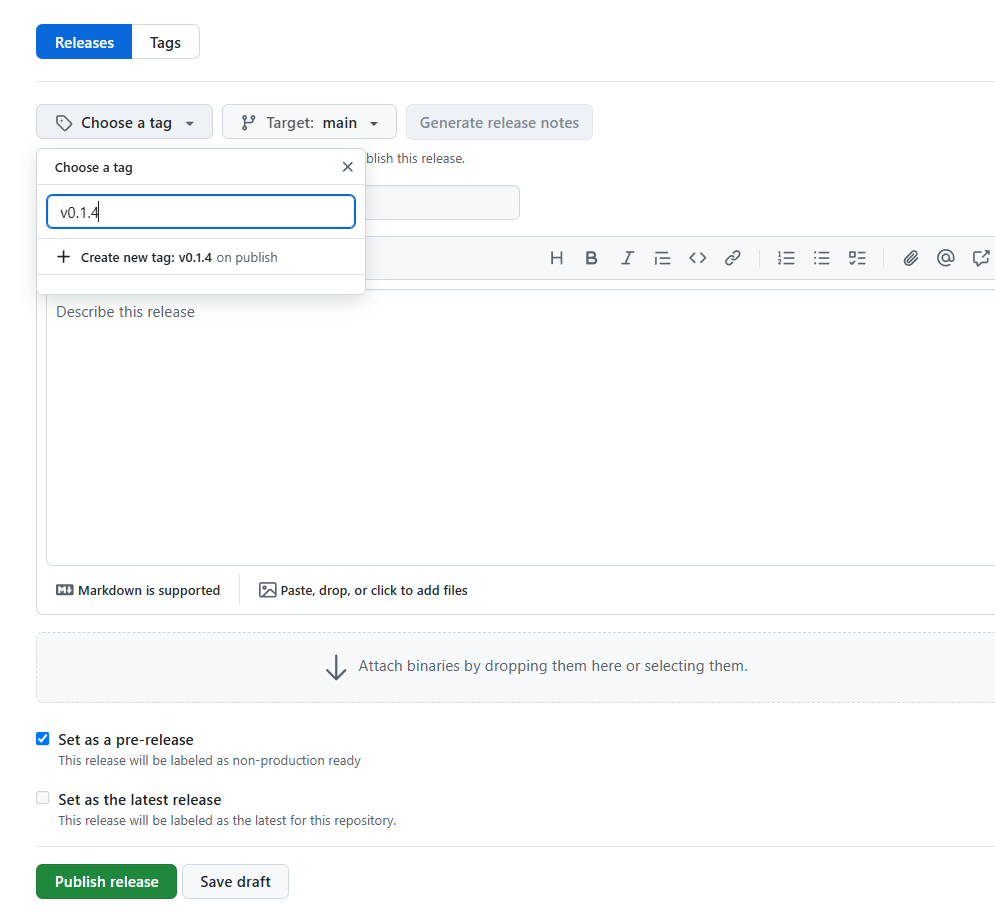 Releases Tags
Choose a tag Target: main Generate release notes
Choose a tag
blish this release.
v0.1.4
Create new tag: v0.1.4 on publish
Describe this release
Markdown is supported Paste, drop, or click to add files
Attach binaries by dropping them here or selecting them.
Set as a pre-release
This release will be labeled as non-production ready
Set as the latest release
This release will be labeled as the latest for this repository.
Publish release Save draft